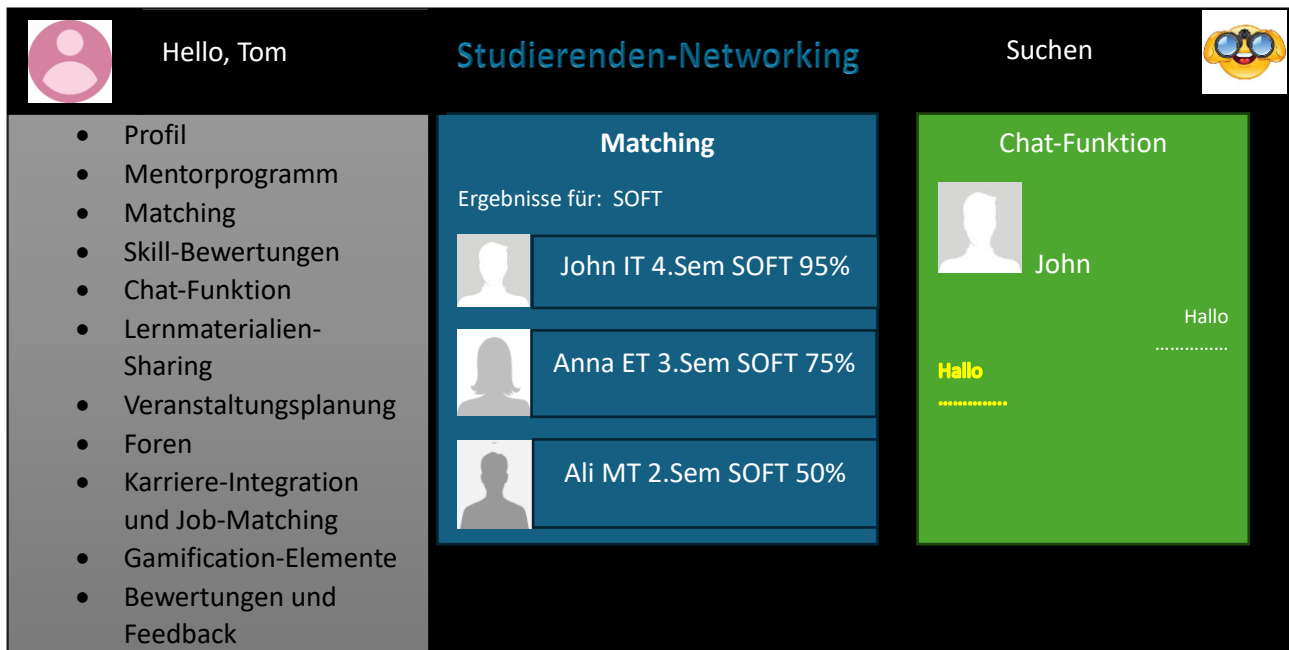 Hello, Tom
Studierenden-Networking
Suchen
• Profil
• Mentorprogramm
• Matching
• Skill-Bewertungen
• Chat-Funktion
• Lernmaterialien-
Sharing
• Veranstaltungsplanung
• Foren
• Karriere-Integration
und Job-Matching
• Gamification-Elemente
• Bewertungen und
Feedback
Matching
Ergebnisse für: SOFT
John IT 4.Sem SOFT 95%
Anna ET 3.Sem SOFT 75%
Ali MT 2.Sem SOFT 50%
Chat-Funktion
John
Hallo
...............
Hallo
..............